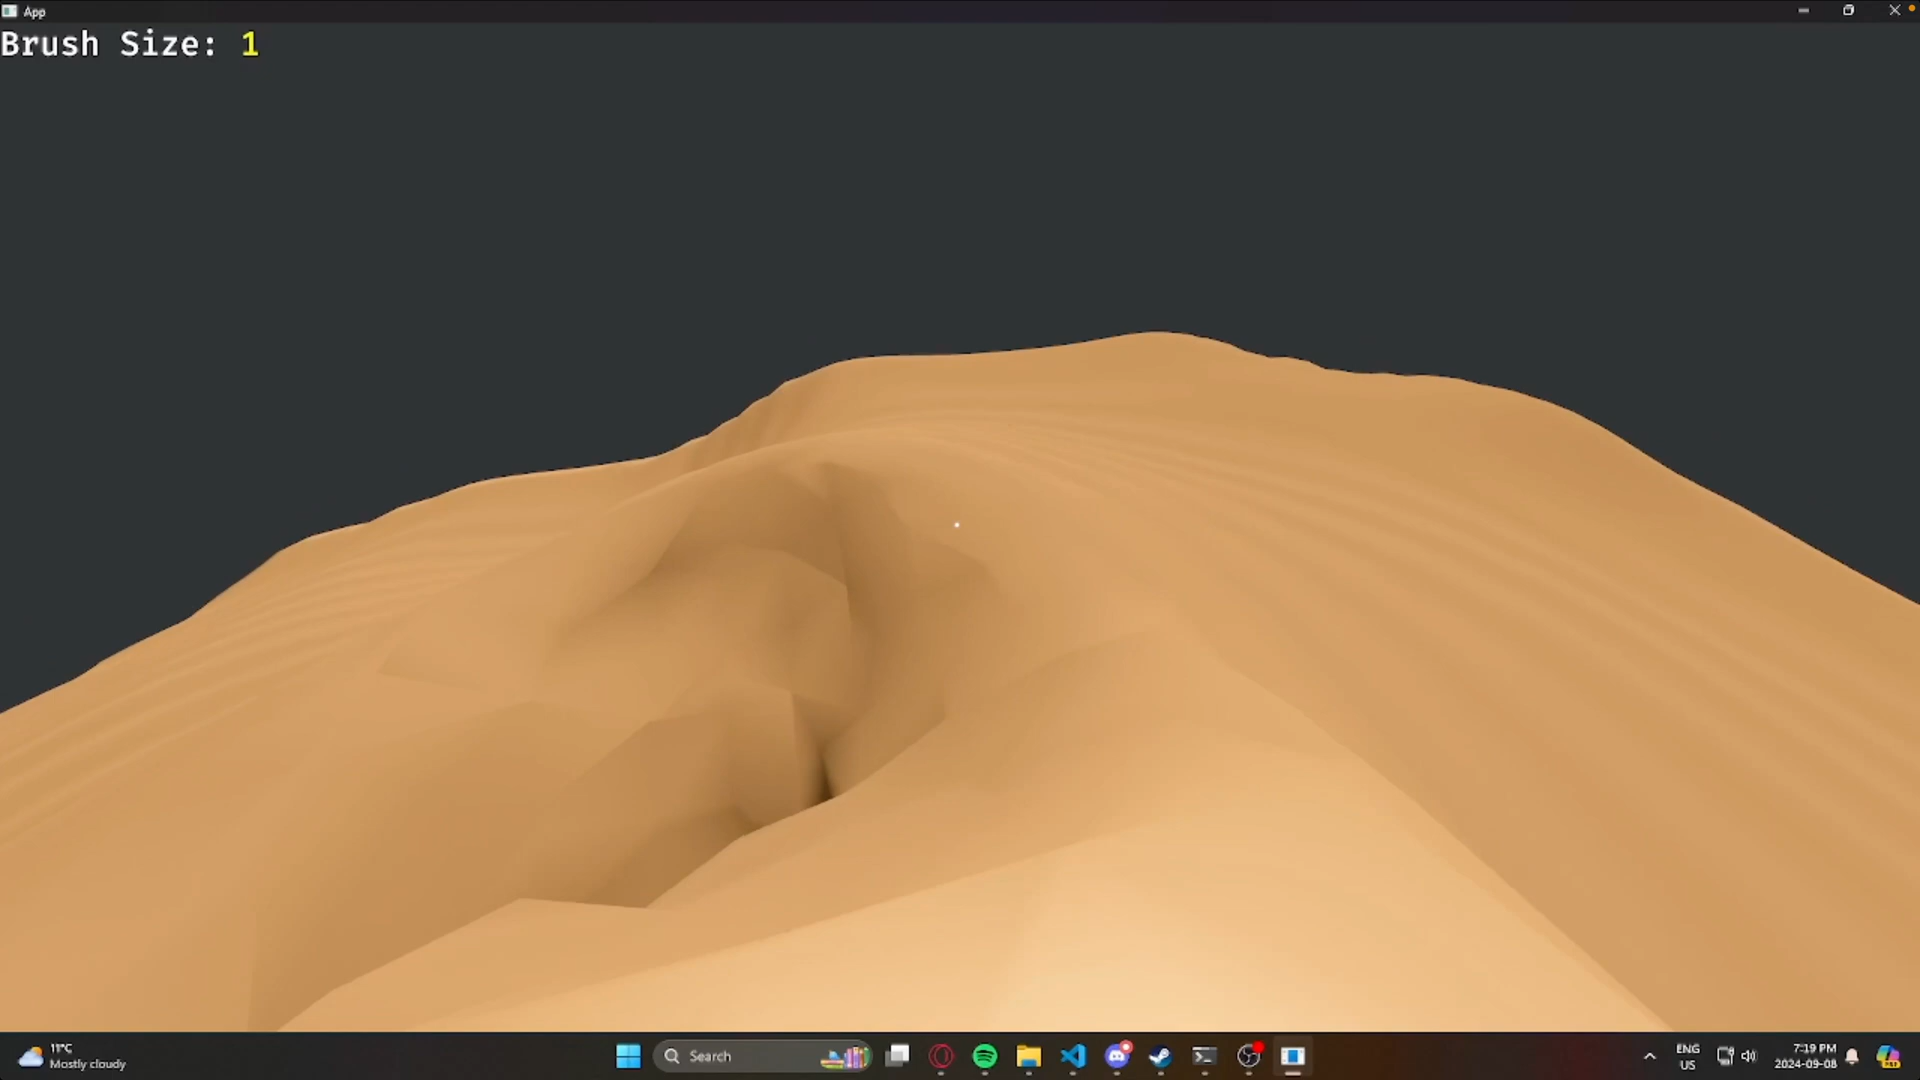 App
Brush Size: 1
11°C
Mostly cloudy
Search
ENG
US
7:19 PM
2024-09-08